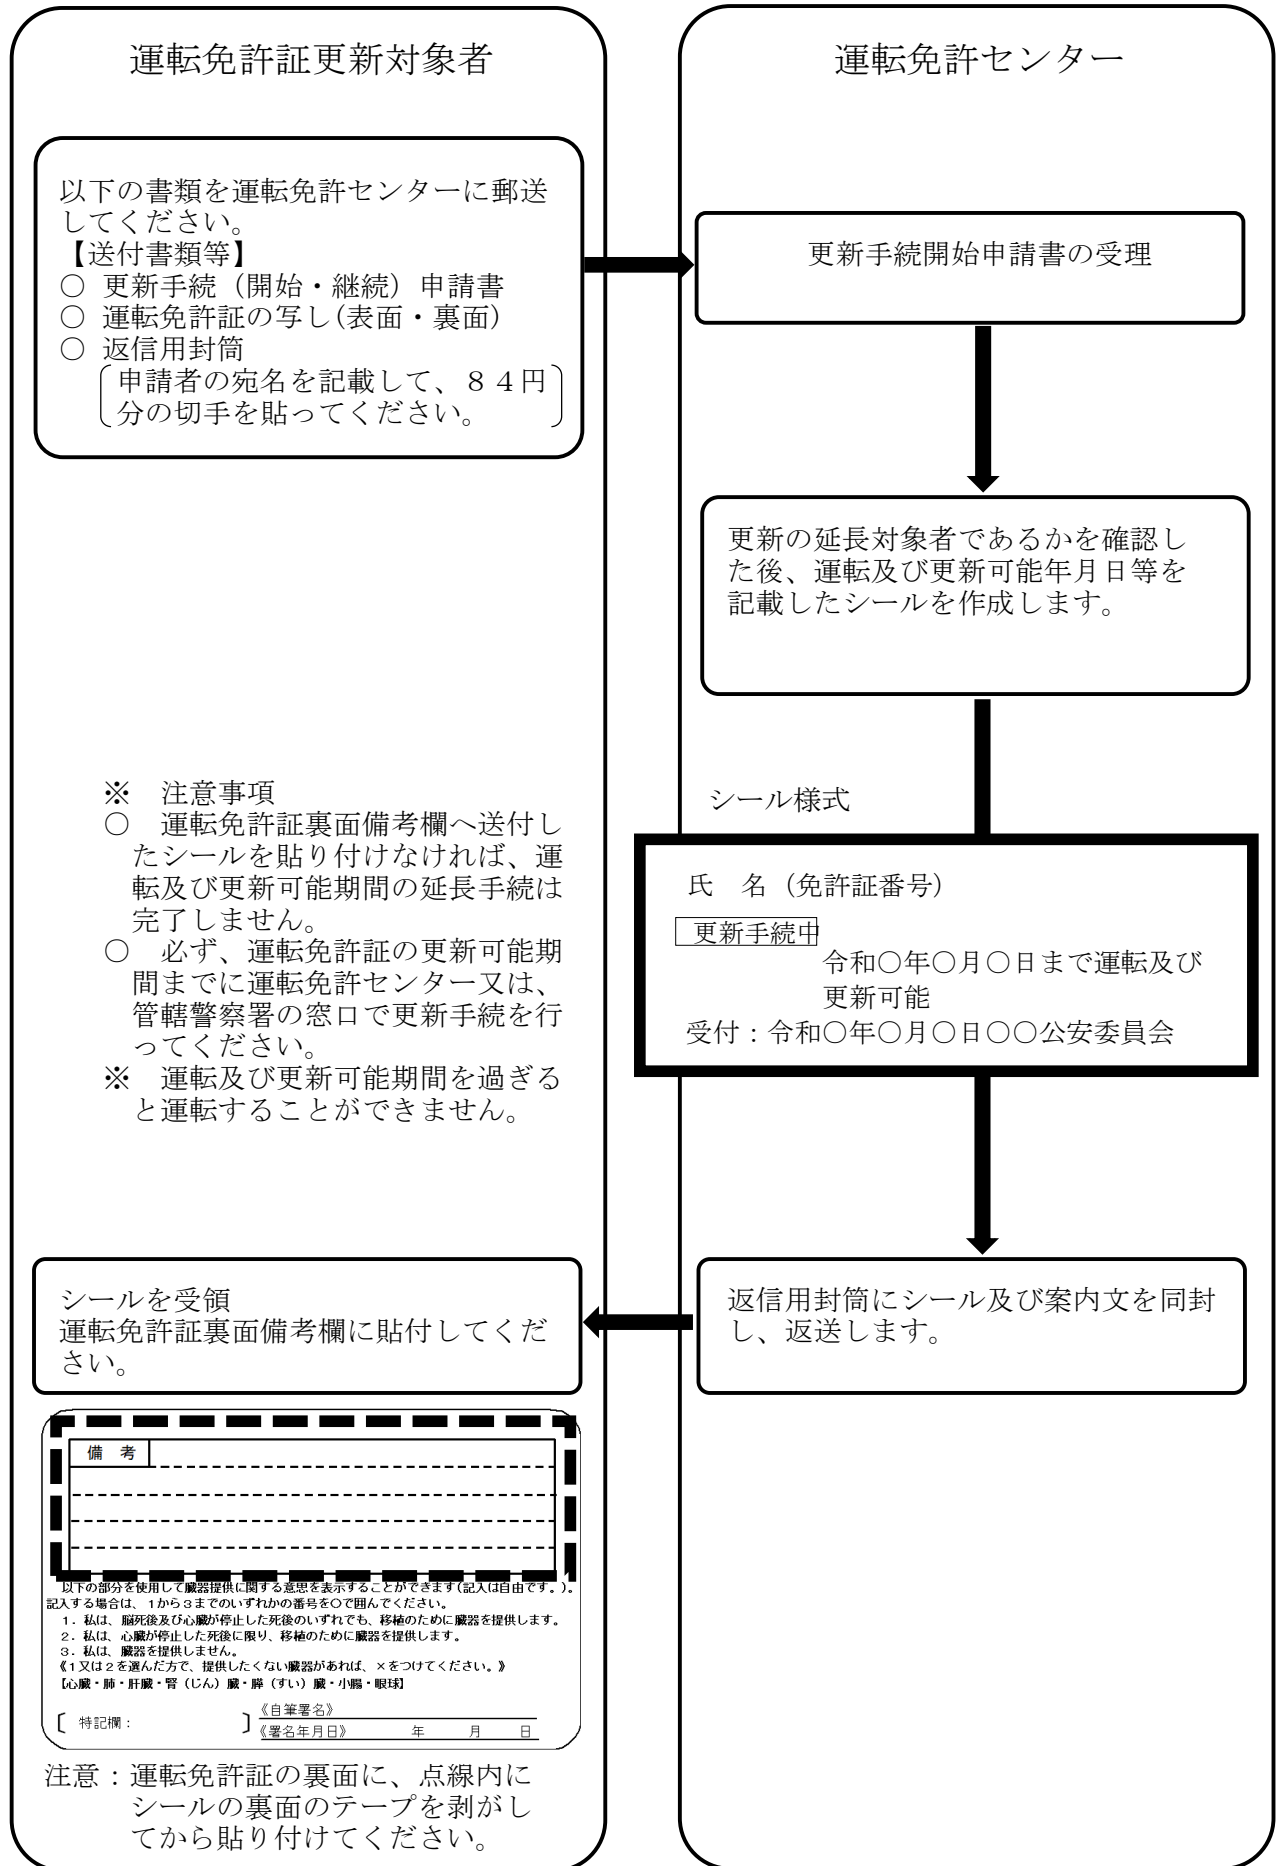 運転免許証更新対象者
以下の書類を運転免許センターに郵送
してください。
【送付書類等】
○ 更新手続（開始・継続）申請書
○ 運転免許証の写し(表面・裏面)
○ 返信用封筒
申請者の宛名を記載して、８４円
分の切手を貼ってください。
運転免許センター
更新手続開始申請書の受理
更新の延長対象者であるかを確認し
た後、運転及び更新可能年月日等を
記載したシールを作成します。
シール様式
氏　名（免許証番号）
更新手続中
令和○年○月○日まで運転及び
更新可能
受付：令和○年○月○日○○公安委員会
返信用封筒にシール及び案内文を同封
し、返送します。
※　注意事項
○　運転免許証裏面備考欄へ送付し
たシールを貼り付けなければ、運
転及び更新可能期間の延長手続は
完了しません。
○　必ず、運転免許証の更新可能期
間までに運転免許センター又は、
管轄警察署の窓口で更新手続を行
ってください。
※　運転及び更新可能期間を過ぎる
と運転することができません。
シールを受領
運転免許証裏面備考欄に貼付してくだ
さい。
備　考
以下の部分を使用して臓器提供に関する意思を表示することができます(記入は自由です。)。
記入する場合は、１から３までのいずれかの番号を○で囲んでください。
１．私は、脳死後及び心臓が停止した死後のいずれでも、移植のために臓器を提供します。
２．私は、心臓が停止した死後に限り、移植のために臓器を提供します。
３．私は、臓器を提供しません。
《１又は２を選んだ方で、提供したくない臓器があれば、×をつけてください。》
【心臓・肺・肝臓・腎（じん）臓・膵（すい）臓・小腸・眼球】
〔 特記欄：　　　　〕
《自筆署名》
《署名年月日》　　　年　　月　　日
注意：運転免許証の裏面に、点線内に
シールの裏面のテープを剥がし
てから貼り付けてください。